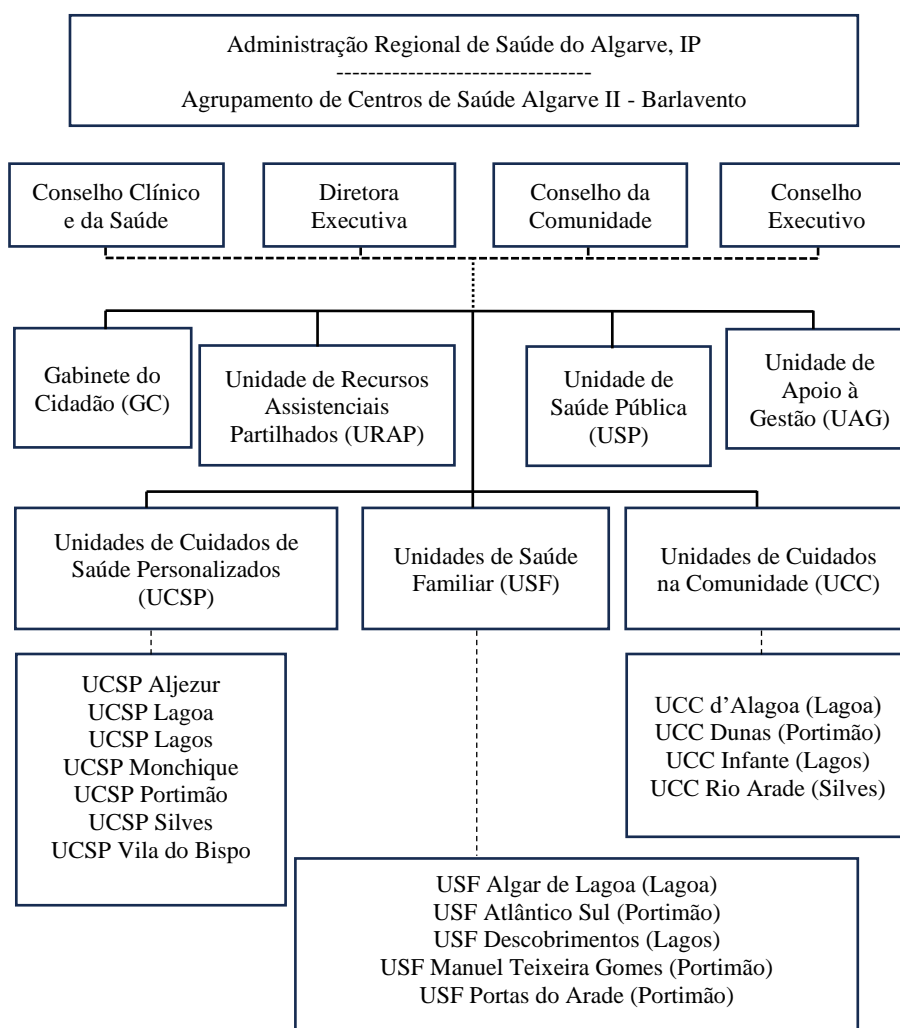 Administração Regional de Saúde do Algarve, IP
--------------------------------
Agrupamento de Centros de Saúde Algarve II - Barlavento
Conselho Clínico
e da Saúde
Diretora
Executiva
Conselho da
Comunidade
Conselho
Executivo
Gabinete do
Cidadão (GC)
Unidade de Recursos
Assistenciais
Partilhados (URAP)
Unidade de
Saúde Pública
(USP)
Unidade de
Apoio à
Gestão (UAG)
Unidades de Cuidados de
Saúde Personalizados
(UCSP)
Unidades de Saúde
Familiar (USF)
Unidades de Cuidados
na Comunidade (UCC)
UCSP Aljezur
UCSP Lagoa
UCSP Lagos
UCSP Monchique
UCSP Portimão
UCSP Silves
UCSP Vila do Bispo
UCC d’Alagoa (Lagoa)
UCC Dunas (Portimão)
UCC Infante (Lagos)
UCC Rio Arade (Silves)
USF Algar de Lagoa (Lagoa)
USF Atlântico Sul (Portimão)
USF Descobrimentos (Lagos)
USF Manuel Teixeira Gomes (Portimão)
USF Portas do Arade (Portimão)